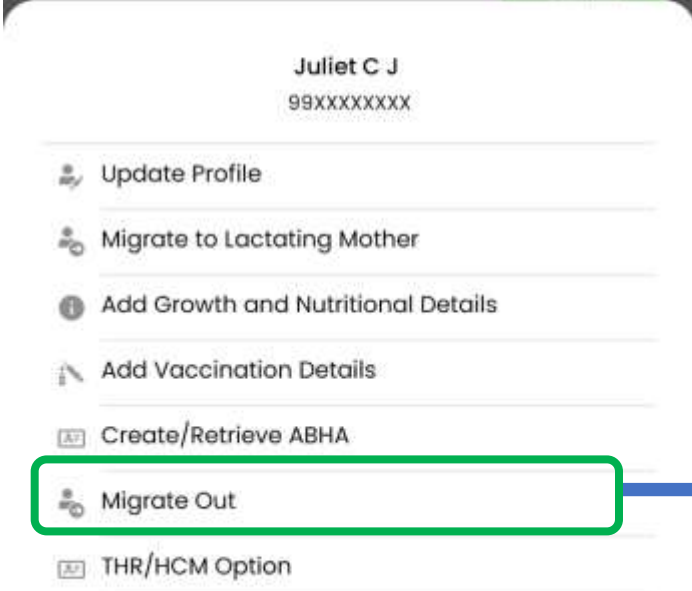 Juliet C J
99XXXXXXXX
Update Profile
Migrate to Lactating Mother
Add Growth and Nutritional Details
Add Vaccination Details
Create/Retrieve ABHA
Migrate Out
THR/HCM Option